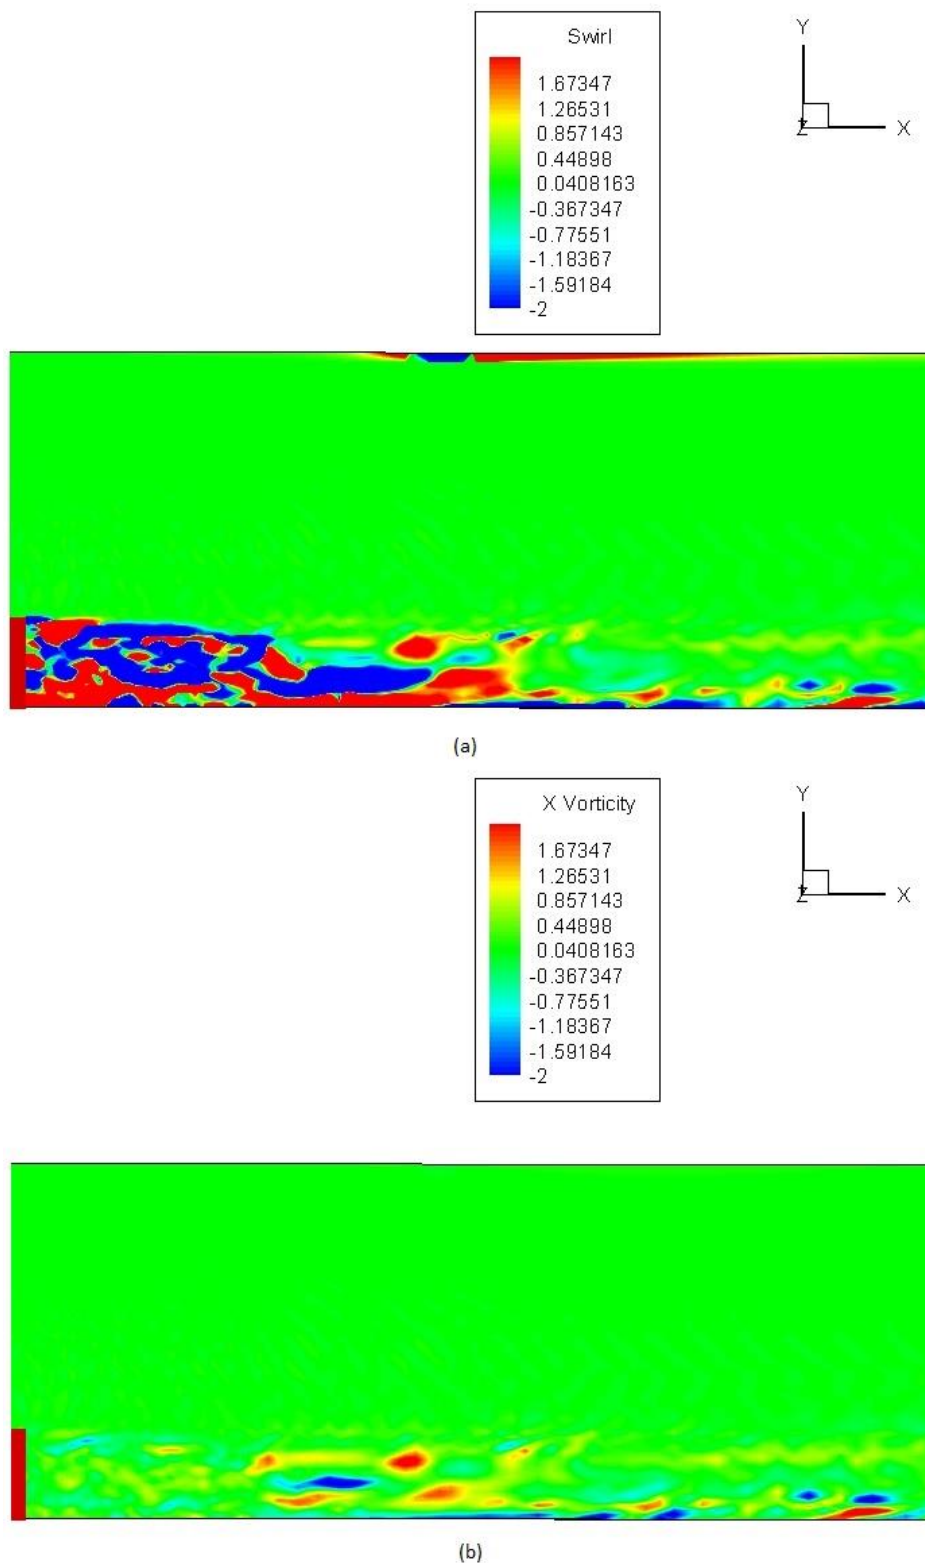 Swirl
1.67347
1.26531
0.857143
0.44898
0.0408163
-0.367347
-0.77551
-1.18367
-1.59184
-2
Y
Z
X
(a)
X Vorticity
1.67347
1.26531
0.857143
0.44898
0.0408163
-0.367347
-0.77551
-1.18367
-1.59184
-2
Y
Z
X
(b)